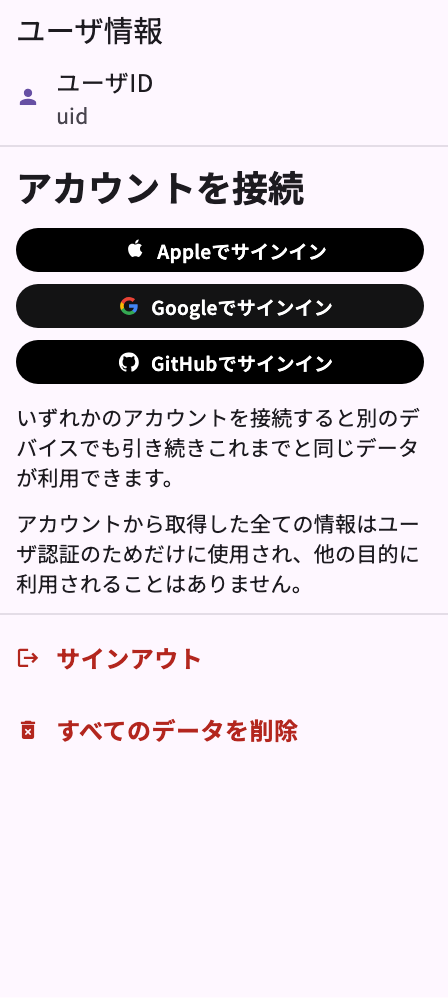 ユーザ情報
ユーザID
uid
アカウントを接続
Appleでサインイン
Googleでサインイン
GitHubでサインイン
いずれかのアカウントを接続すると別のデ
バイスでも引き続きこれまでと同じデータ
が利用できます。
アカウントから取得した全ての情報はユー
ザ認証のためだけに使用され、他の目的に
利用されることはありません。
サインアウト
すべてのデータを削除